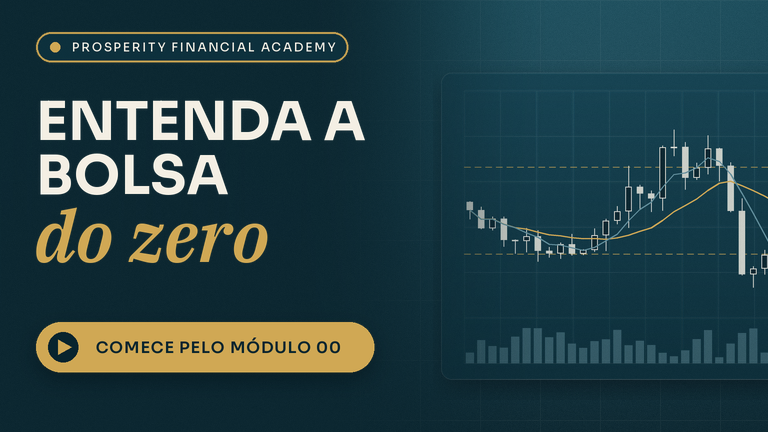 PROSPERITY FINANCIAL ACADEMY
ENTENDA A
BOLSA
do zero
COMECE PELO MÓDULO 00